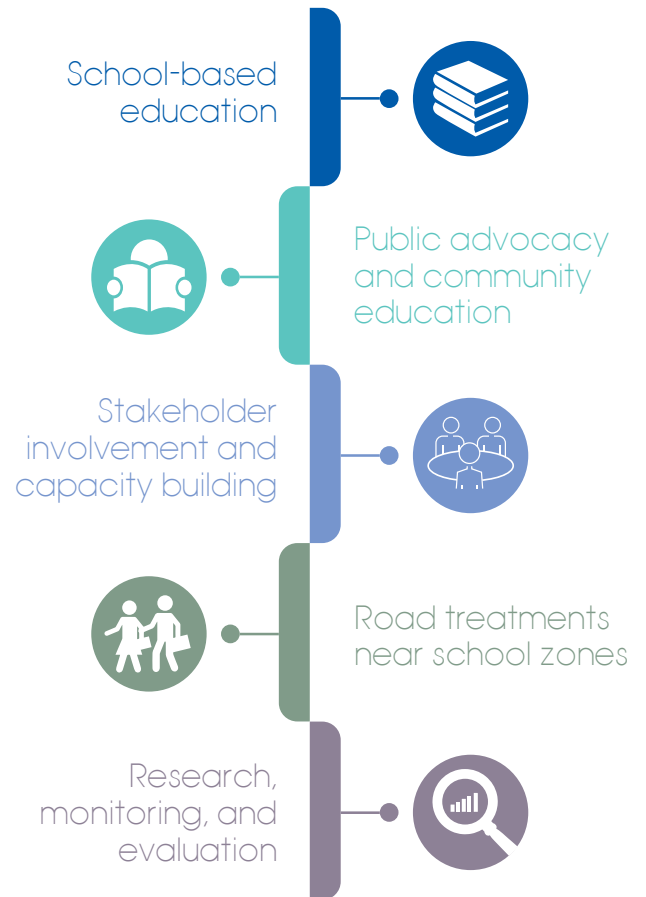 School-based
education
Public advocacy
and community
education
Stakeholder
involvement and
capacity building
Road treatments
near school zones
Research,
monitoring, and
evaluation